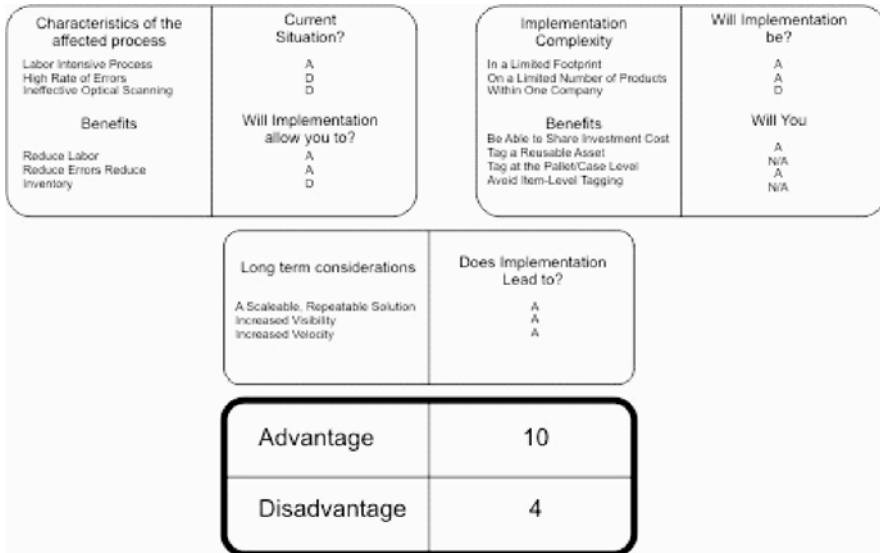 Characteristics of the
affected process
Current
Situation?
Labor Intensive Process
A
High Rate of Errors
D
Ineffective Optical Scanning
D
Benefits
Will Implementation
allow you to?
Reduce Labor
A
Reduce Errors Reduce
A
Inventory
D
Implementation
Complexity
Will Implementation
be?
In a Limited Footprint
A
On a Limited Number of Products
A
Within One Company
D
Benefits
Will You
Be Able to Share Investment Cost
A
Tag a Reusable Asset
N/A
Tag at the Pallet/Case Level
A
Avoid Item-Level Tagging
N/A
Long term considerations
Does Implementation
Lead to?
A Scaleable, Repeatable Solution
A
Increased Visibility
A
Increased Velocity
A
Advantage
10
Disadvantage
4